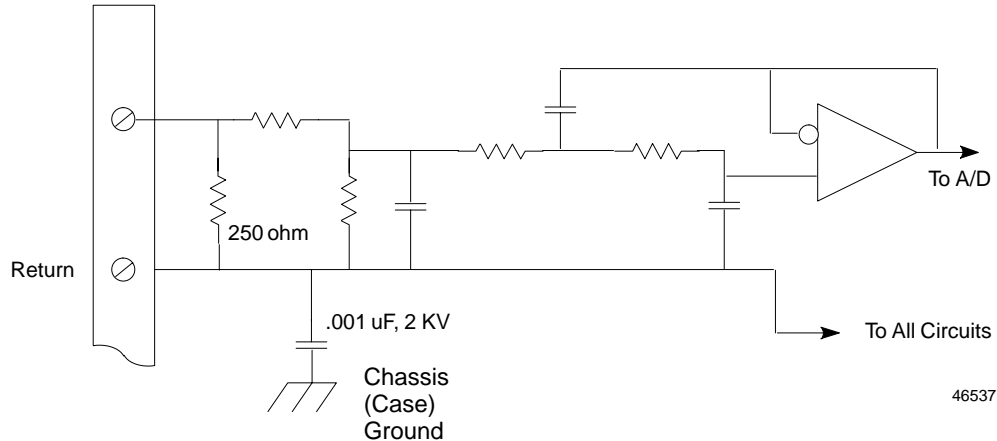 To A/D
250 ohm
Return
.001 uF, 2 KV
To All Circuits
Chassis
(Case)
Ground
46537